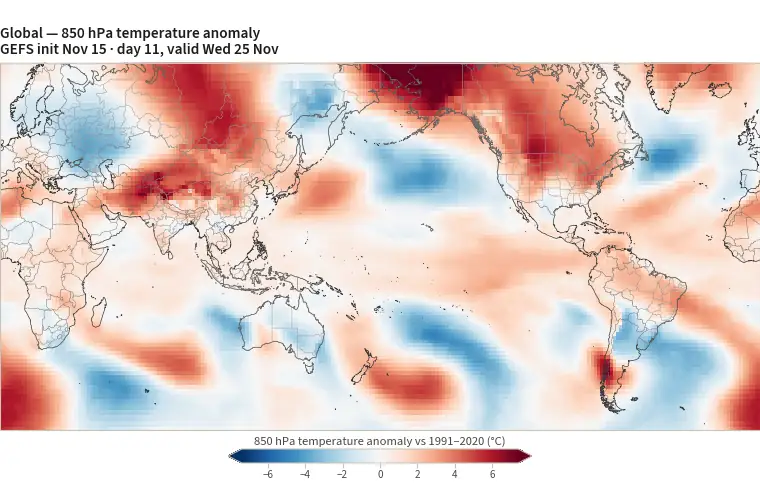 Global — 850 hPa temperature anomaly
GEFS init Nov 15 · day 11, valid Wed 25 Nov
850 hPa temperature anomaly vs 1991–2020 (°C)
−6 −4 −2 0 2 4 6